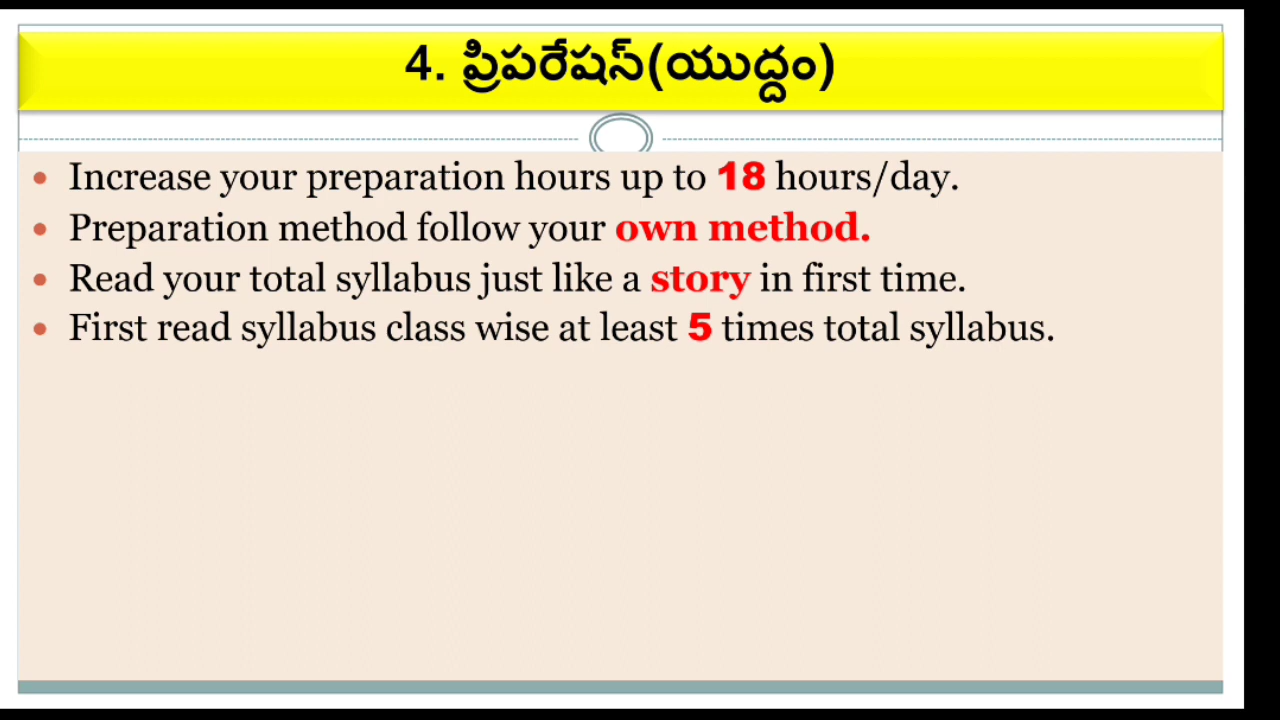 4. ప్రిపరేషన్(యుద్దం)
Increase your preparation hours up to 18 hours/day.
Preparation method follow your own method.
Read your total syllabus just like a story in first time.
First read syllabus class wise at least 5 times total syllabus.